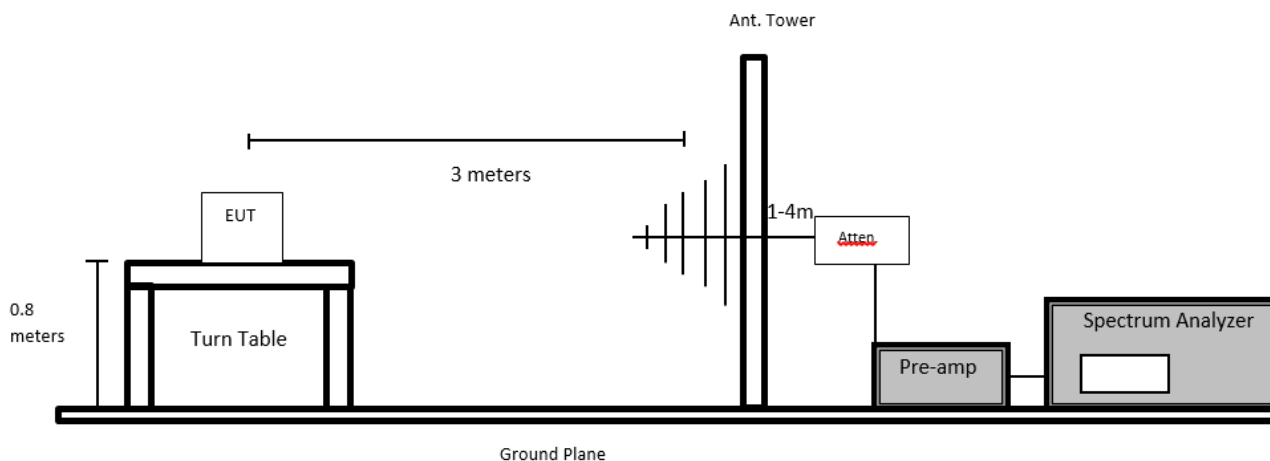 Ant. Tower
3 meters
EUT
1-4m
Atten
0.8
meters
Turn Table
Spectrum Analyzer
Pre-amp
Ground Plane